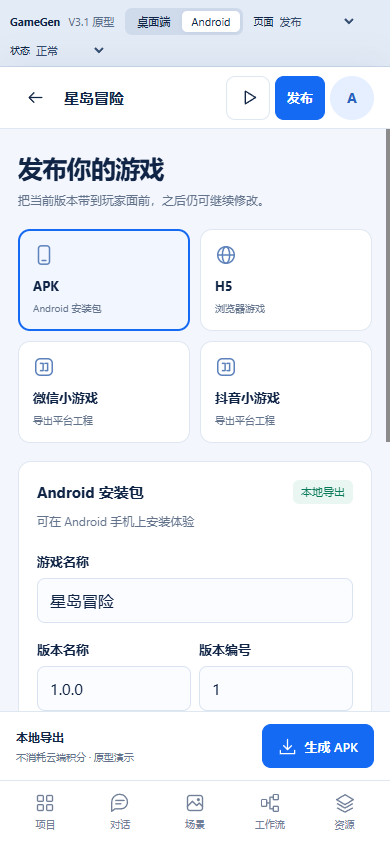 GameGen V3.1 原型 桌面端 Android 页面 发布
状态 正常
星岛冒险 发布 A
发布你的游戏
把当前版本带到玩家面前，之后仍可继续修改。
APK
Android 安装包
H5
浏览器游戏
微信小游戏
导出平台工程
抖音小游戏
导出平台工程
Android 安装包 本地导出
可在 Android 手机上安装体验
游戏名称
星岛冒险
版本名称 版本编号
1.0.0 1
本地导出
不消耗云端积分 · 原型演示
生成 APK
项目 对话 场景 工作流 资源